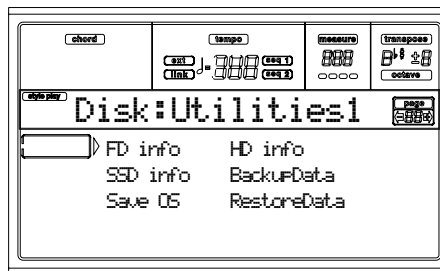 chord
tempo
measure
transpose
ext
seq 1
link
seq 2
octave
style play
Disk:Utilities1
page
FD info HD info
SSD info BackupData
Save OS RestoreData